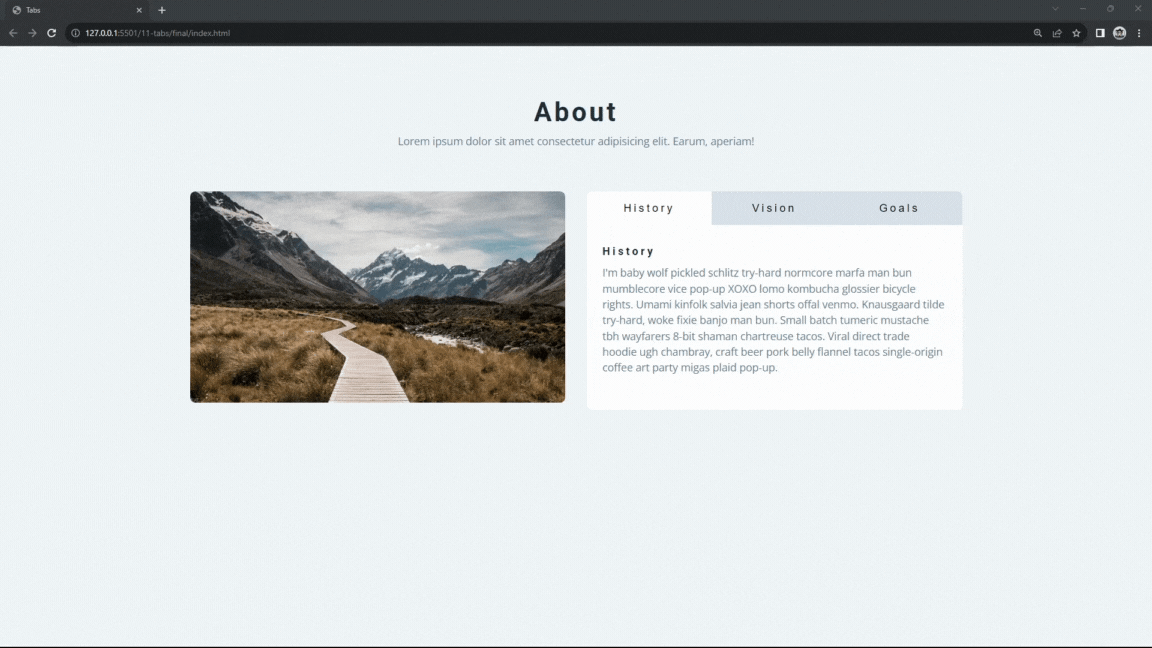 Tabs
127.0.0.1:5501/11-tabs/final/index.html
About
Lorem ipsum dolor sit amet consectetur adipisicing elit. Earum, aperiam!
History Vision Goals
History
I'm baby wolf pickled schlitz try-hard normcore marfa man bun
mumblecore vice pop-up XOXO lomo kombucha glossier bicycle
rights. Umami kinfolk salvia jean shorts offal venmo. Knausgaard tilde
try-hard, woke fixie banjo man bun. Small batch tumeric mustache
tbh wayfarers 8-bit shaman chartreuse tacos. Viral direct trade
hoodie ugh chambray, craft beer pork belly flannel tacos single-origin
coffee art party migas plaid pop-up.